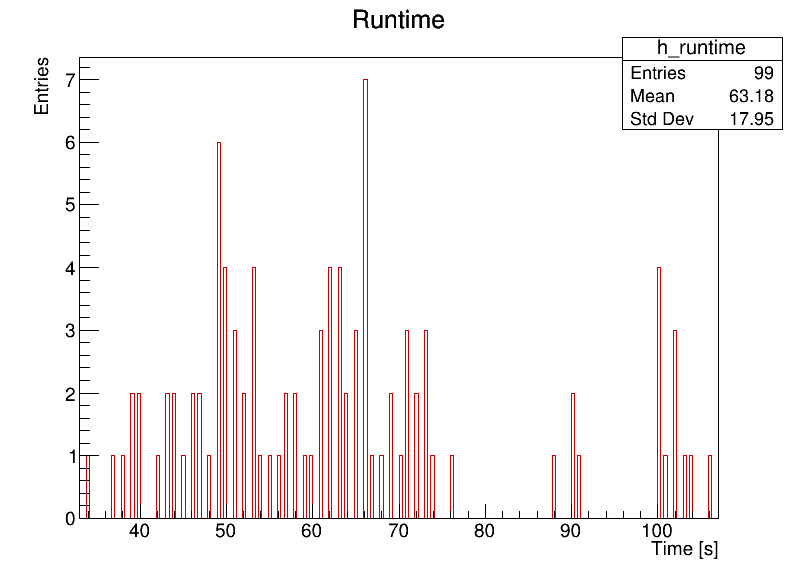 Runtime
h_runtime
Entries 99
Mean 63.18
Std Dev 17.95
Entries
7
6
5
4
3
2
1
0
40 50 60 70 80 90 100
Time [s]